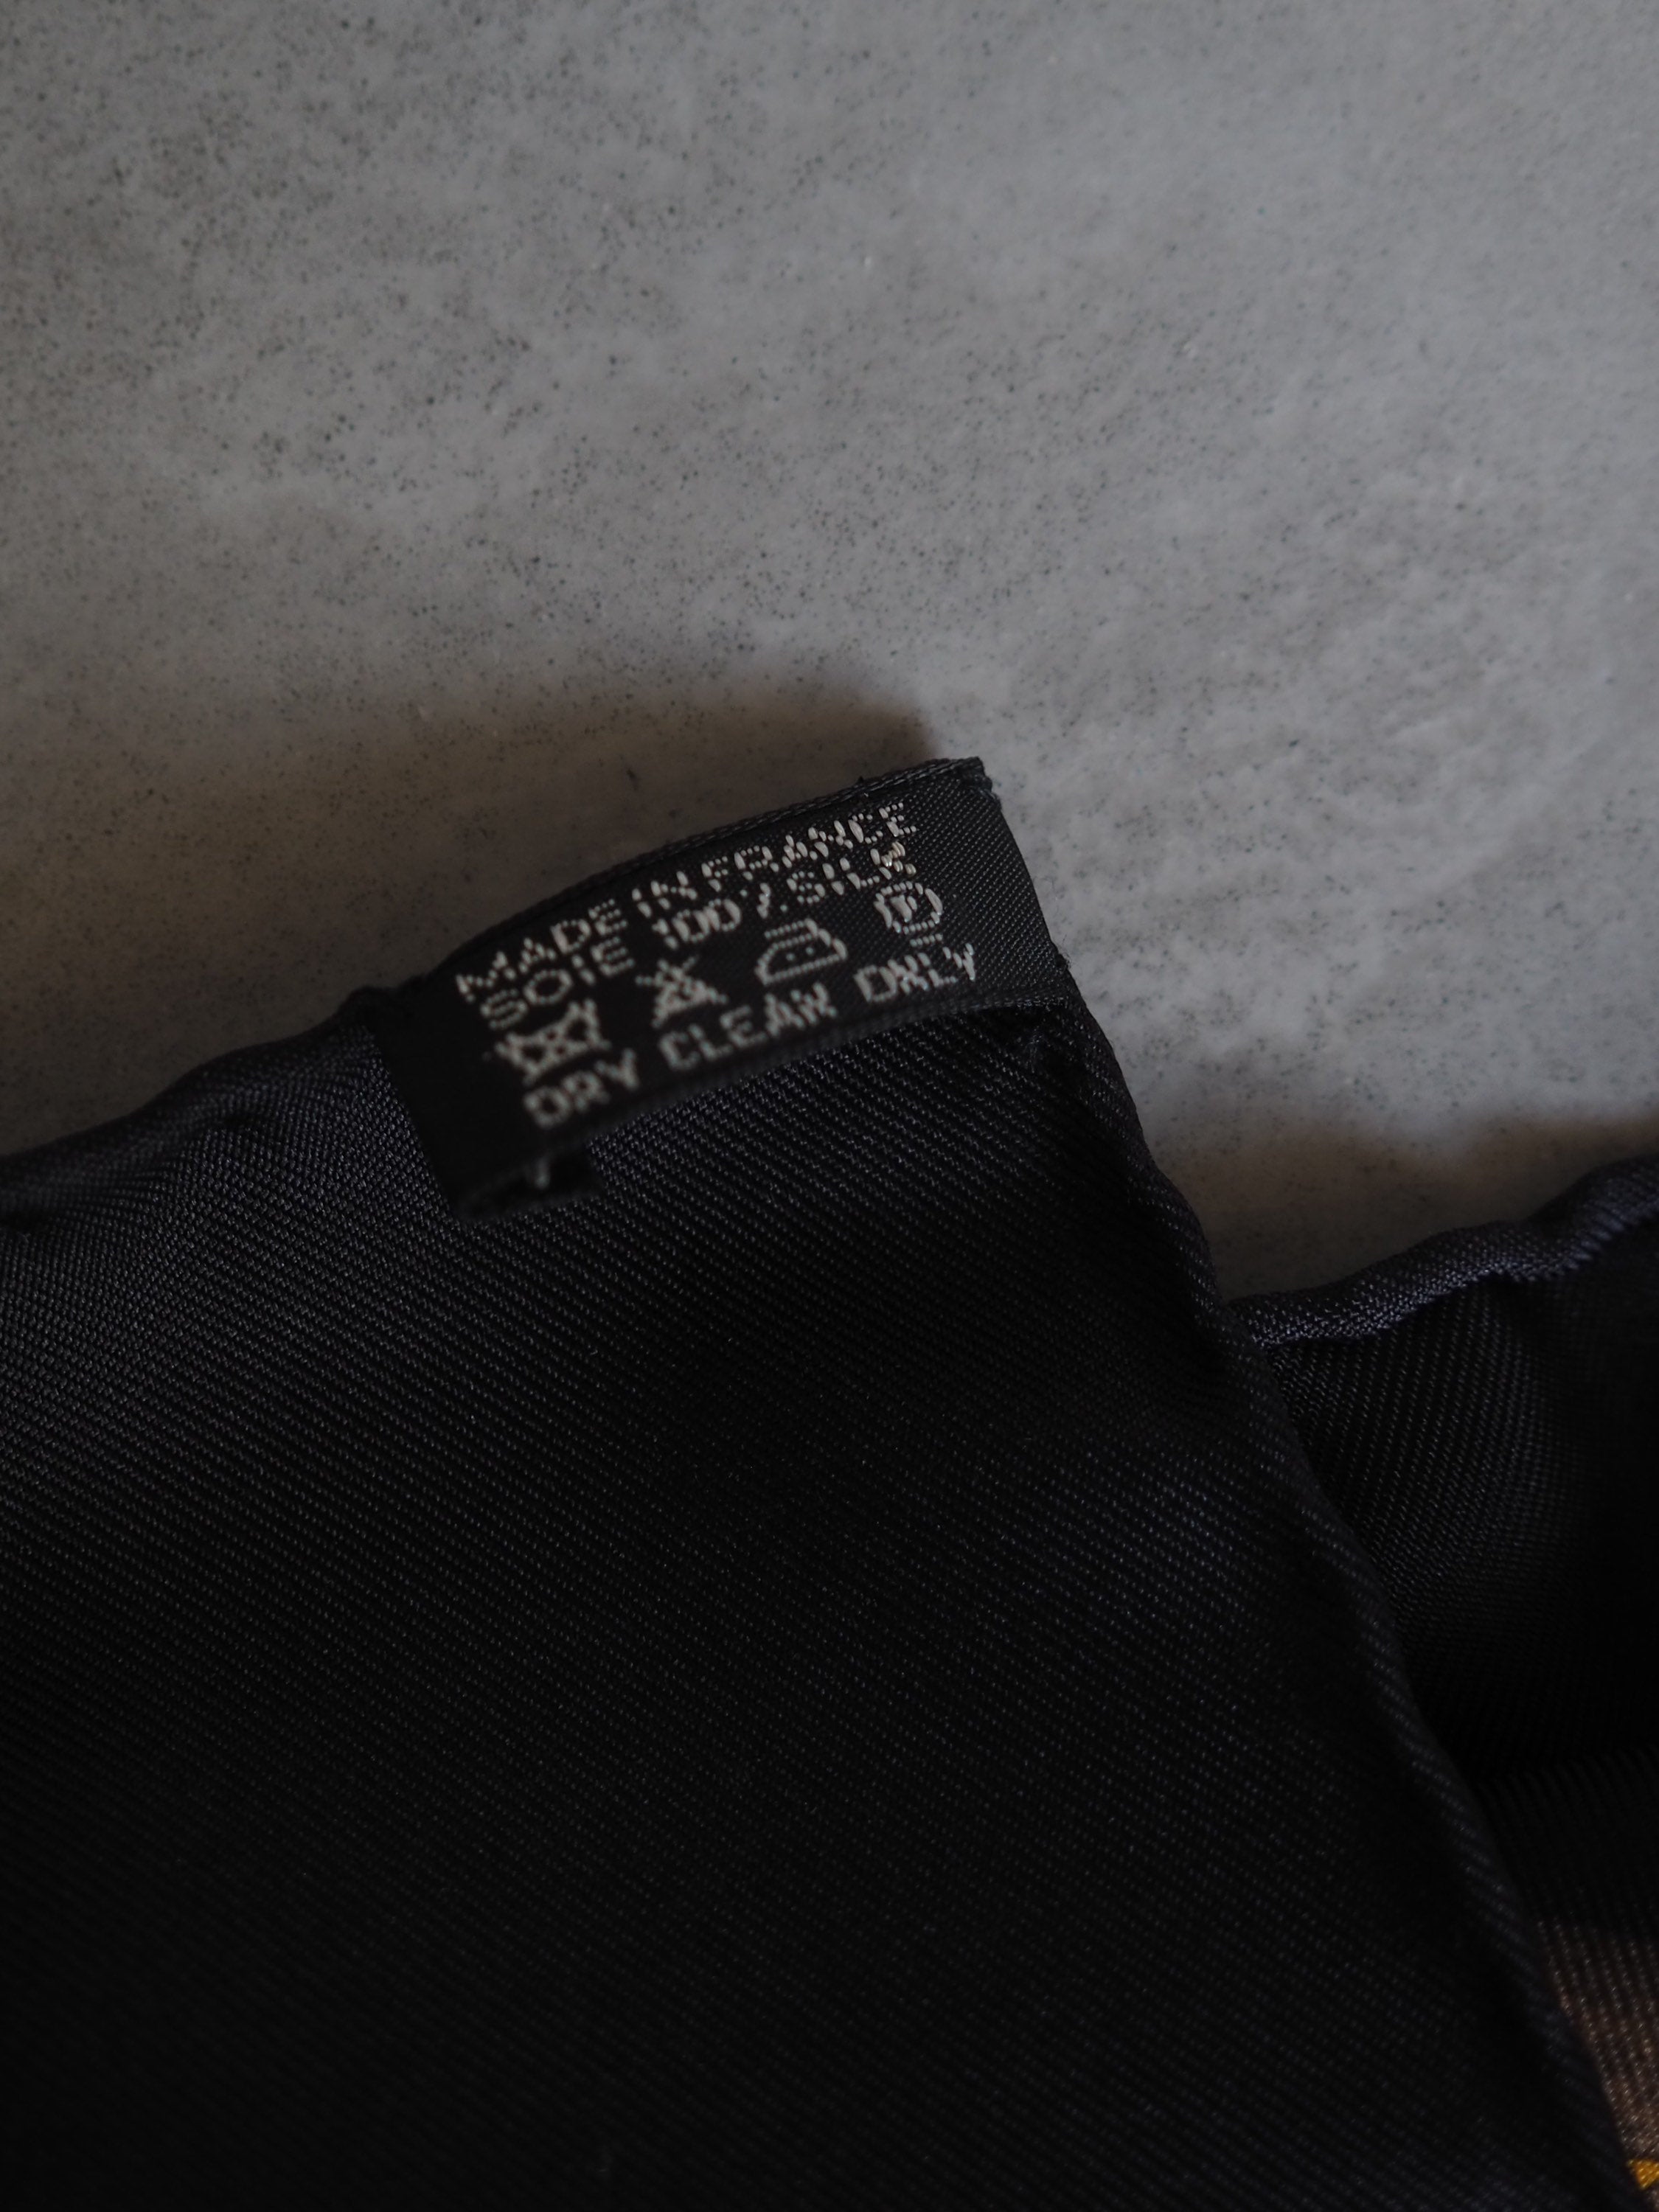 MADE IN FRANCE
SOIE 100% SILK
P
DRY CLEAN ONLY